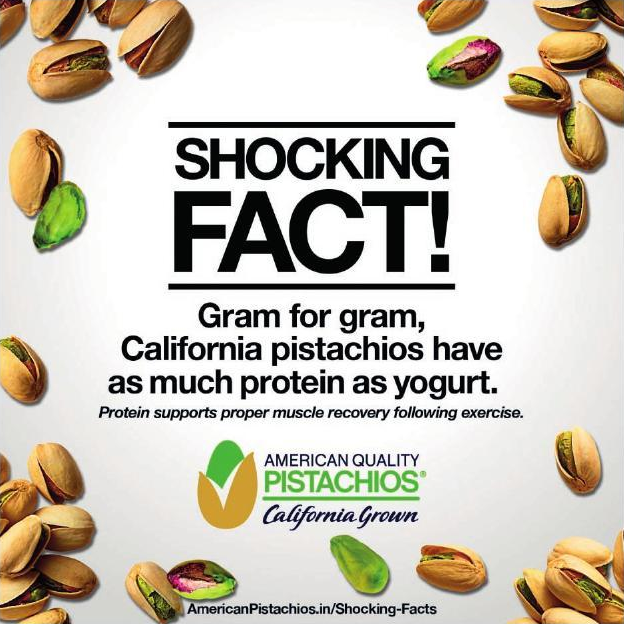 SHOCKING
FACT!
Gram for gram,
California pistachios have
as much protein as yogurt.
Protein supports proper muscle recovery following exercise.
AMERICAN QUALITY
PISTACHIOS®
California Grown
AmericanPistachios.in/Shocking-Facts